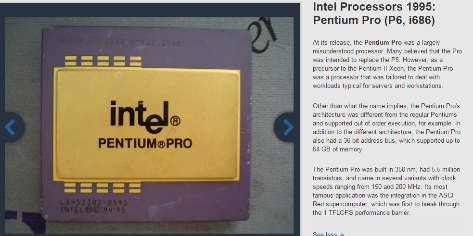 Intel Processors 1995:
Pentium Pro (P6, i686)
At its release, the Pentium Pro was a largely
misunderstood processor. Many believed that the Pro
was intended to replace the P5. However, as a
precursor to the Pentium II Xeon, the Pentium Pro
was a processor that was tailored to deal with
workloads typical for servers and workstations.
Other than what the name implies, the Pentium Pro's
architecture was different from the regular Pentiums
and supported out of order execution, for example. In
addition to the different architecture, the Pentium Pro
also had a 36-bit address bus, which supported up to
64 GB of memory.
The Pentium Pro was built in 350 nm, had 5.5 million
transistors, and came in several variants with clock
speeds ranging from 150 and 200 MHz. Its most
famous application was the integration in the ASCI
Red supercomputer, which was first to break through
the 1 TFLOPS performance barrier.
See less
intel®
PENTIUM®PRO
INTEL